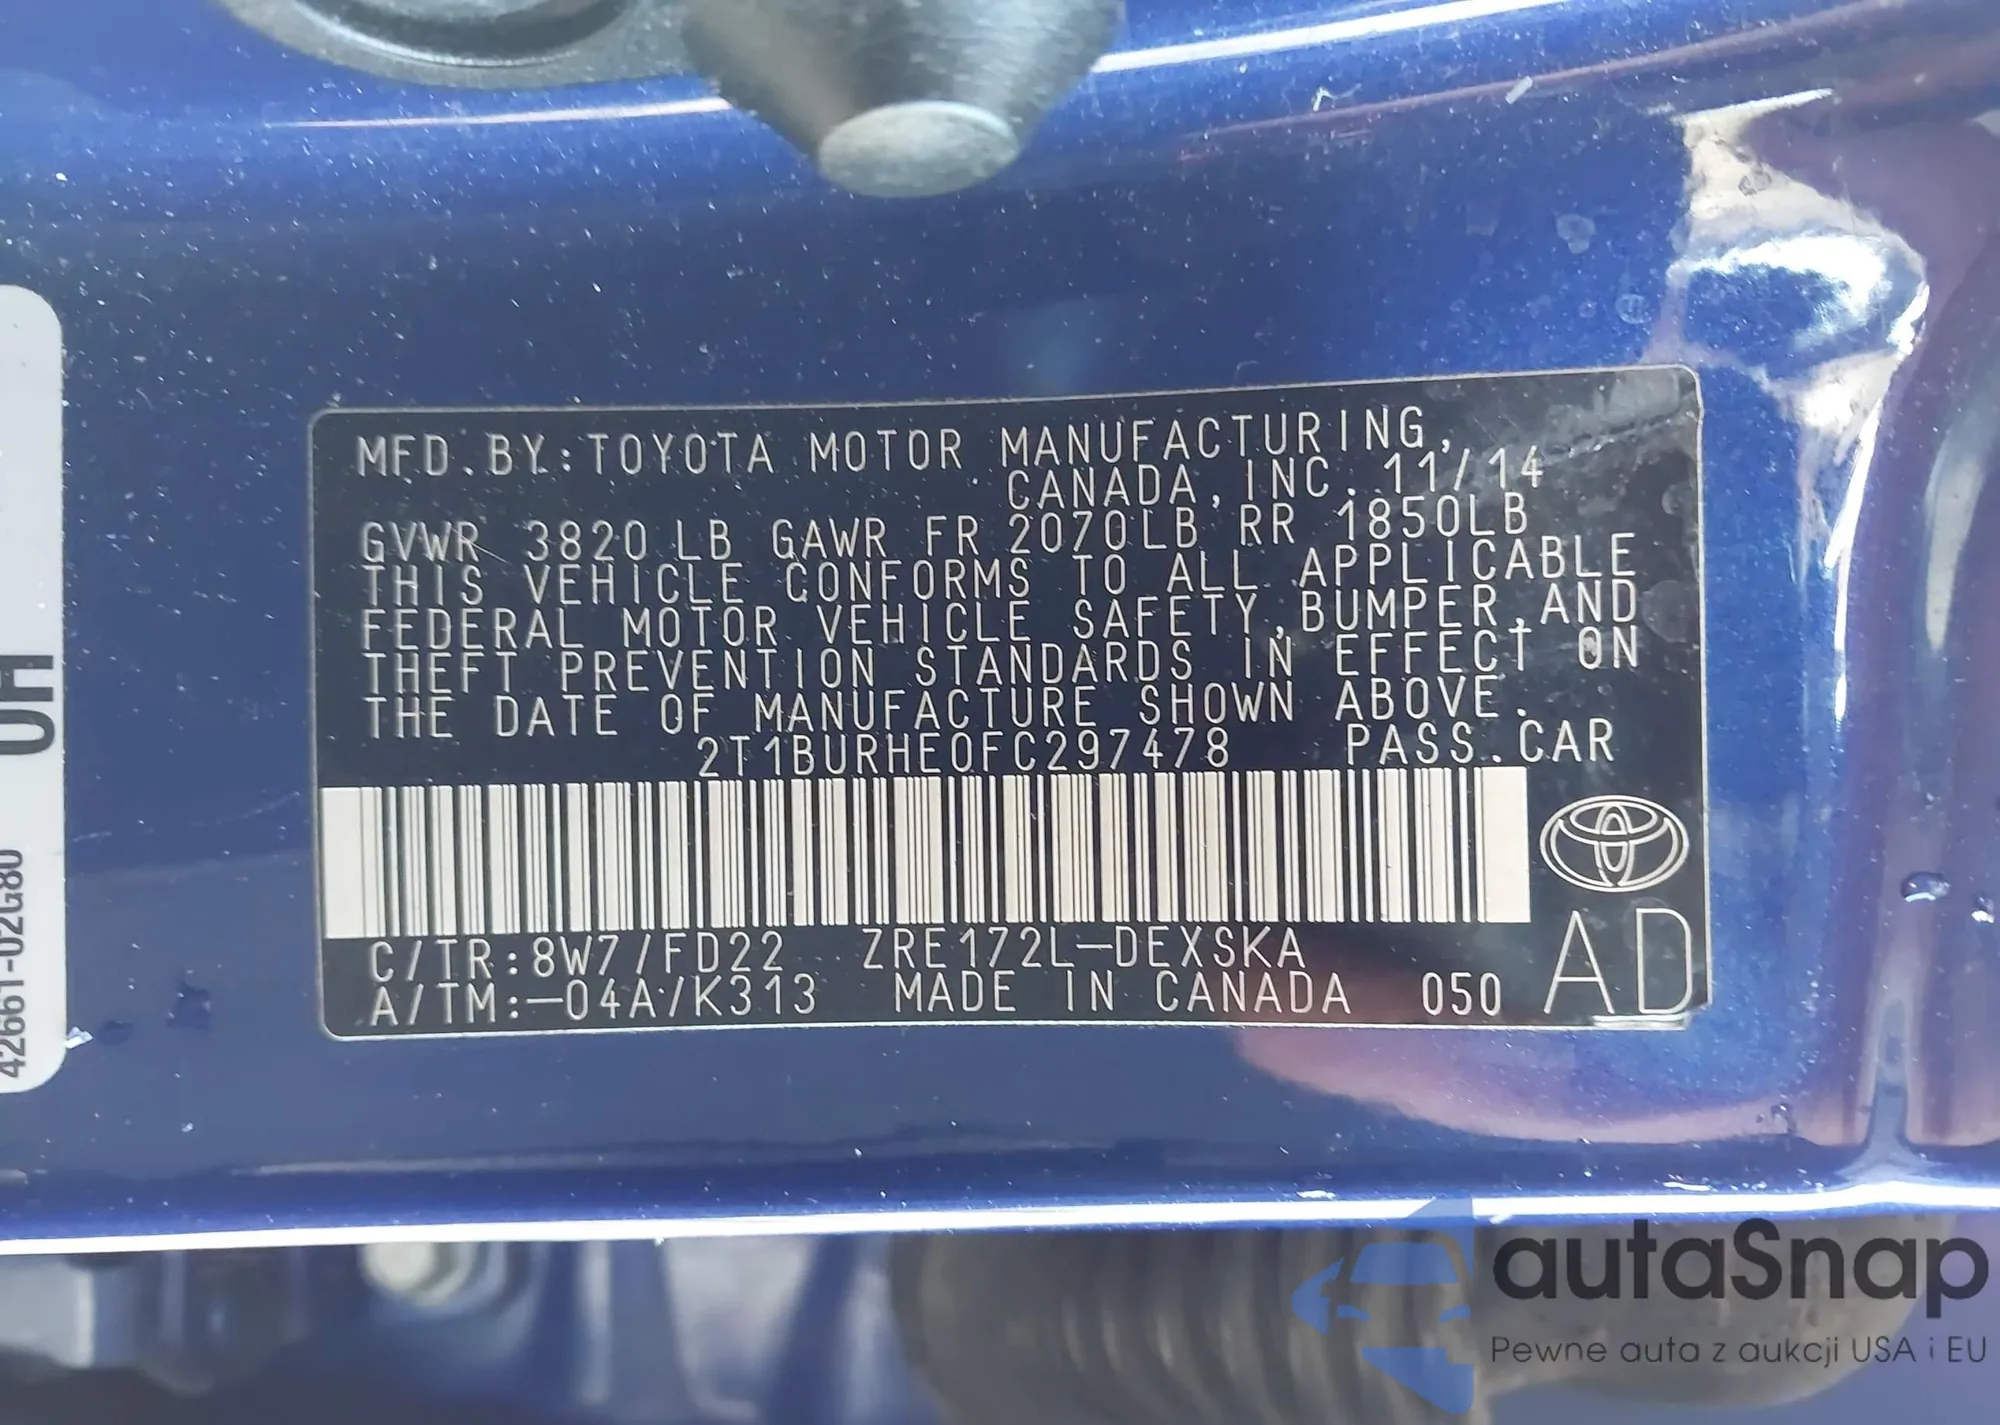 MFD.BY:TOYOTA MOTOR MANUFACTURING,
CANADA,INC. 11/14
GVWR 3820 LB GAWR FR 2070LB RR 1850LB
THIS VEHICLE CONFORMS TO ALL APPLICABLE
FEDERAL MOTOR VEHICLE SAFETY,BUMPER,AND
THEFT PREVENTION STANDARDS IN EFFECT ON
THE DATE OF MANUFACTURE SHOWN ABOVE.
2T1BURHE0FC297478 PASS.CAR
C/TR:8W7/FD22 ZRE172L-DEXSKA
A/TM:-04A/K313 MADE IN CANADA 050
AD
42661-02G80
autaSnap
Pewne auta z aukcji USA i EU